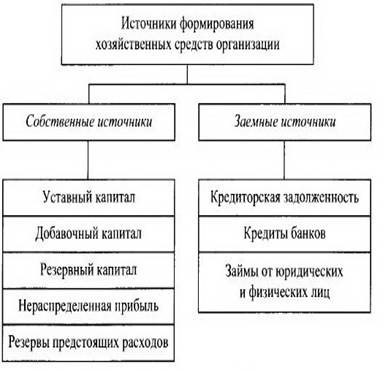 Источники формирования
хозяйственных средств организации
Собственные источники
Заемные источники
Уставный капитал
Добавочный капитал
Резервный капитал
Нераспределенная прибыль
Резервы предстоящих расходов
Кредиторская задолженность
Кредиты банков
Займы от юридических
и физических лиц